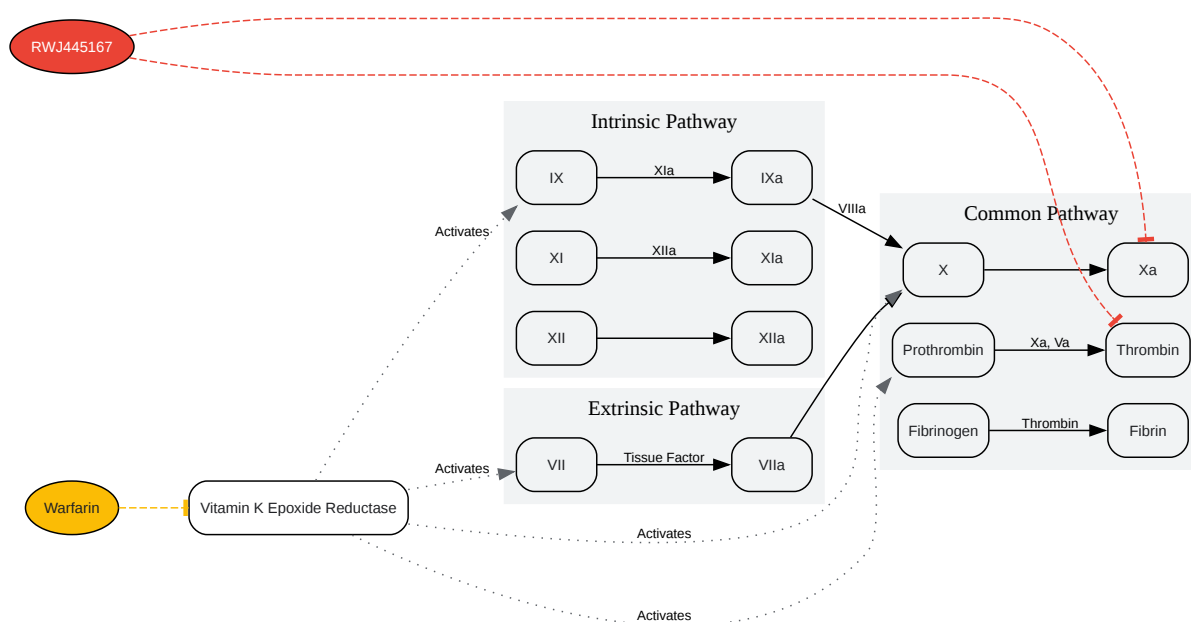 RWJ445167
Intrinsic Pathway
IX
XIa
IXa
VIIIa
Activates
XI
XIIa
XIa
XII
XIIa
Common Pathway
X
Xa
Prothrombin
Xa, Va
Thrombin
Fibrinogen
Thrombin
Fibrin
Extrinsic Pathway
Activates
VII
Tissue Factor
VIIa
Warfarin
Vitamin K Epoxide Reductase
Activates
Activates